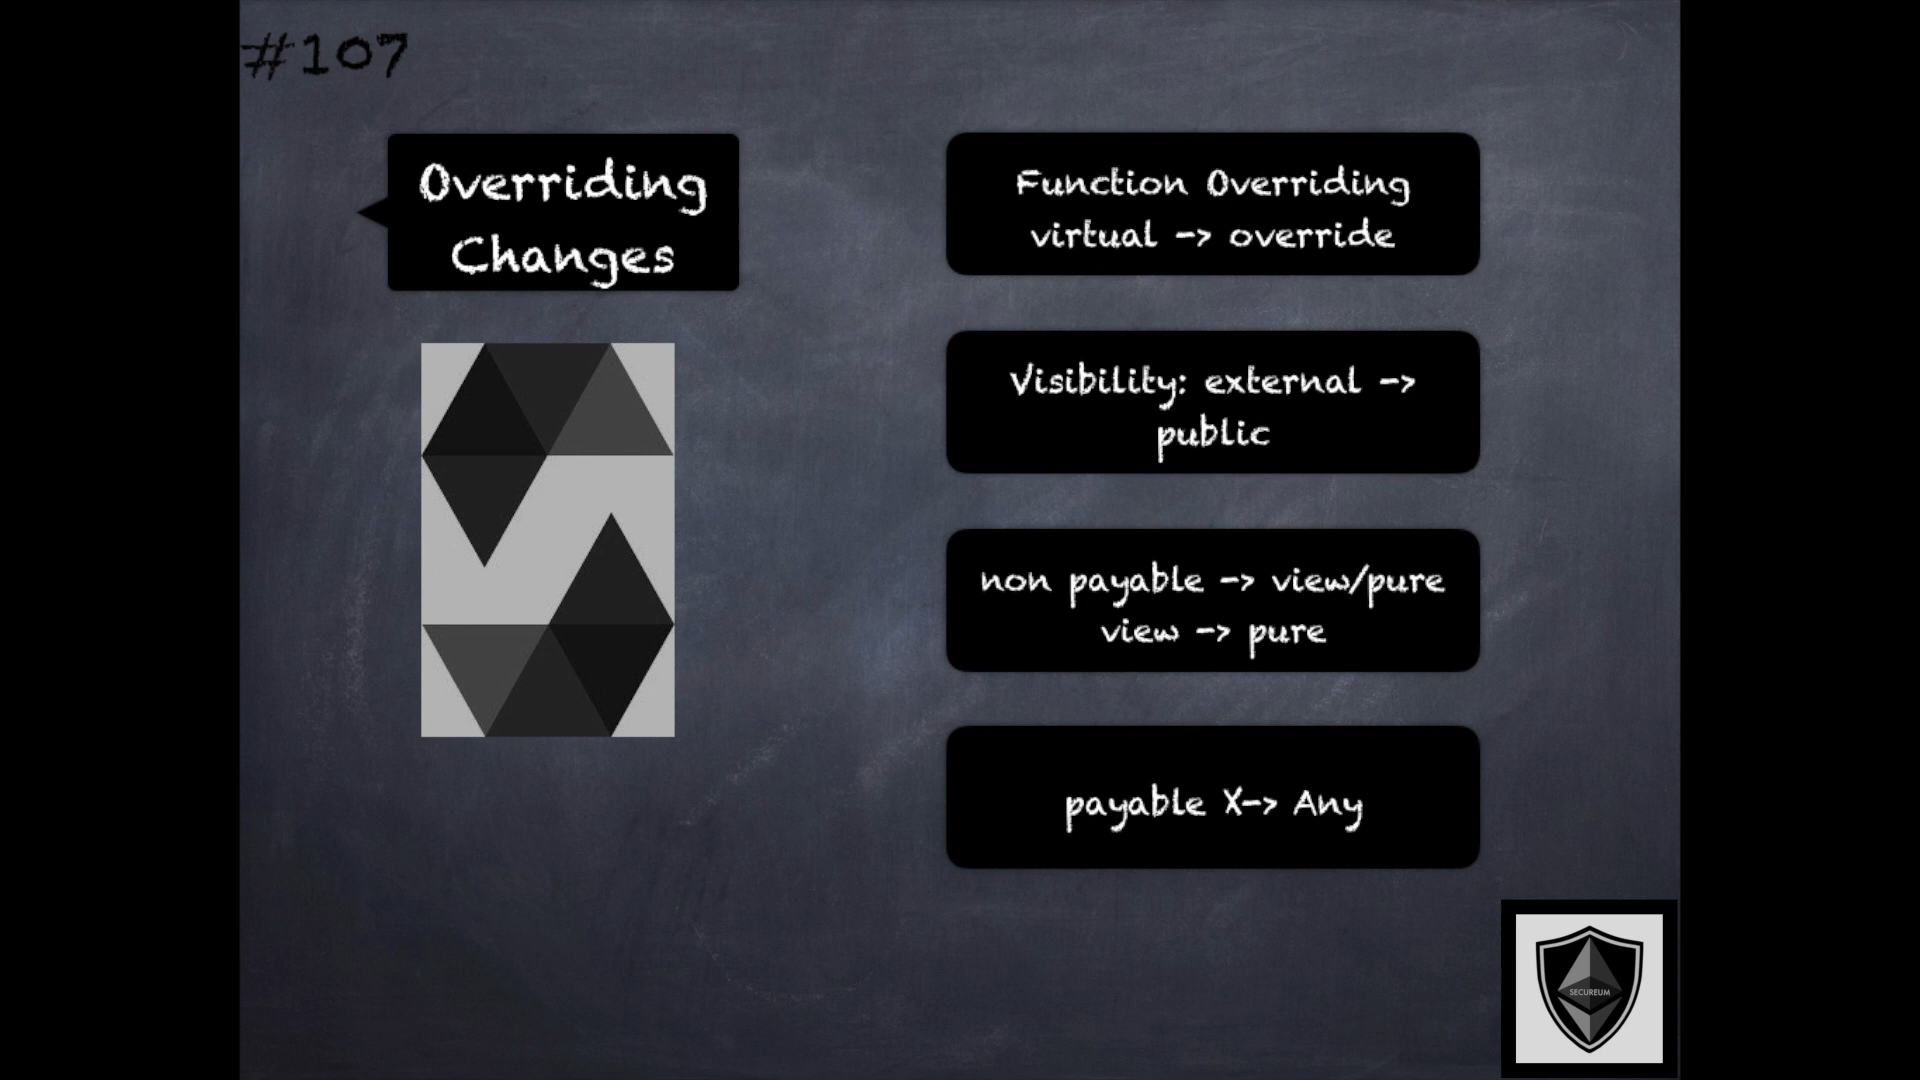 #107
Overriding
Changes
Function Overriding
virtual -> override
Visibility: external ->
public
non payable -> view/pure
view -> pure
payable X-> Any
SECUREUM